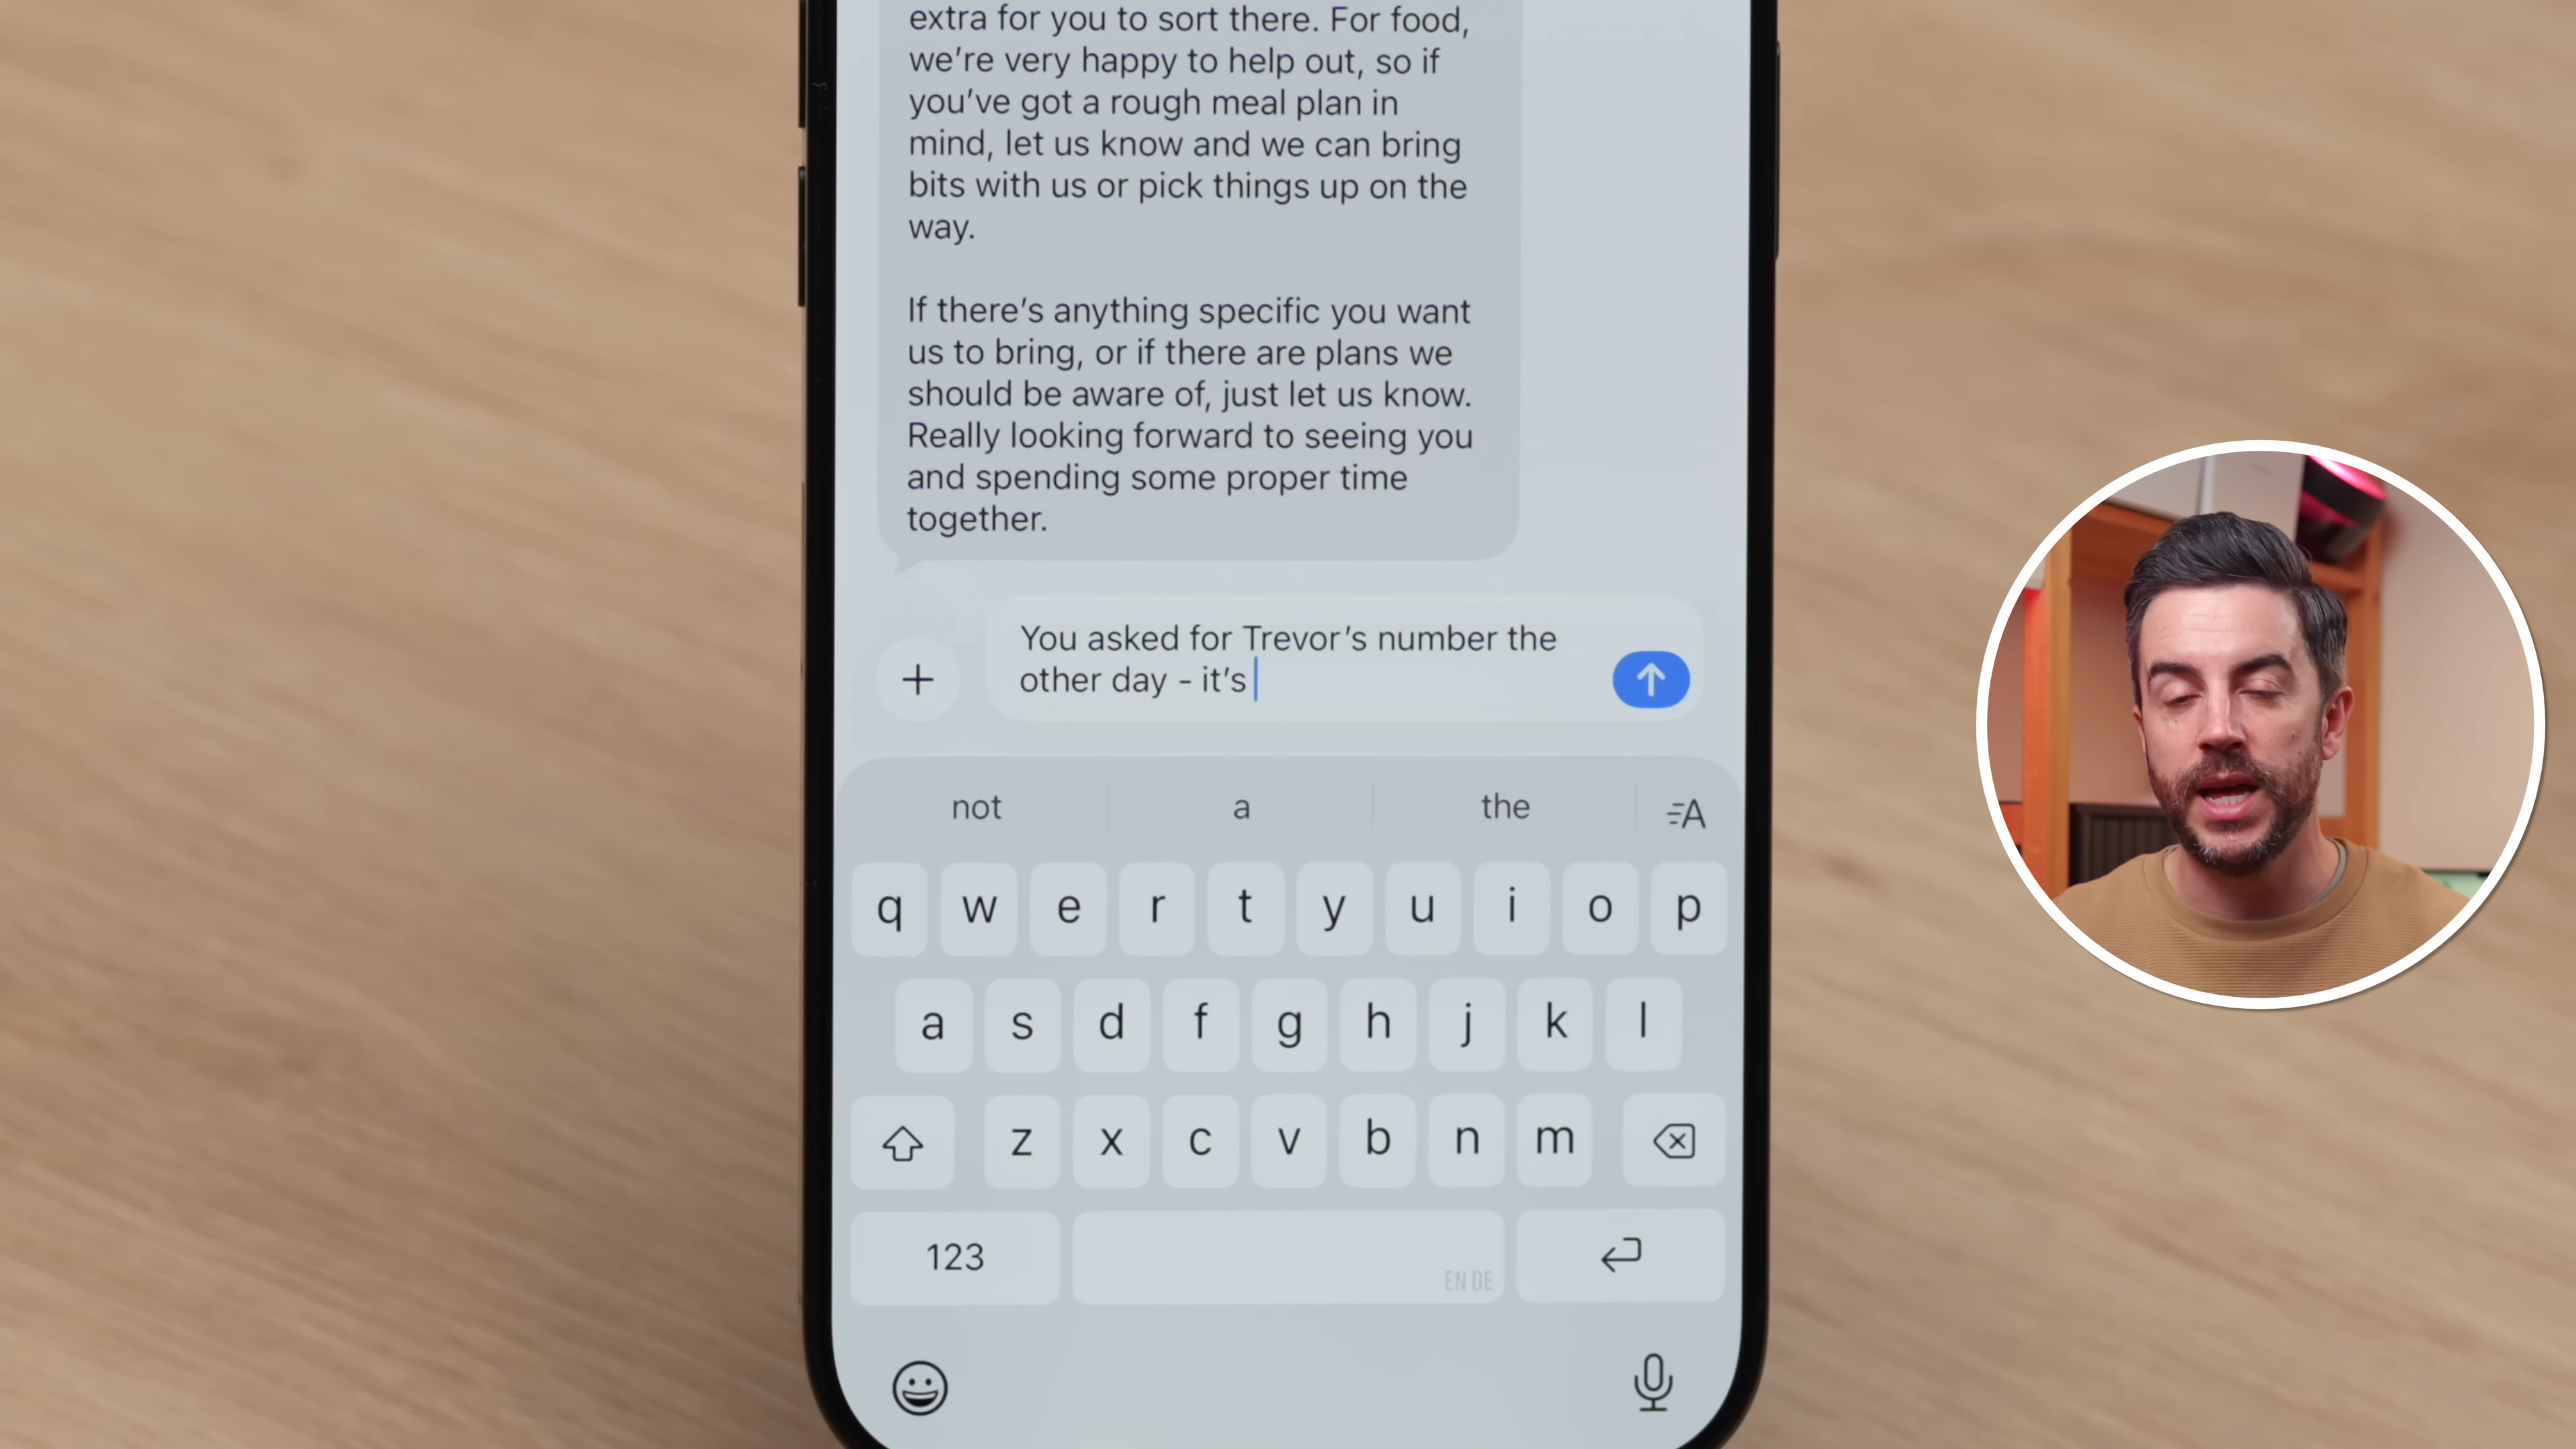 extra for you to sort there. For food,
we’re very happy to help out, so if
you’ve got a rough meal plan in
mind, let us know and we can bring
bits with us or pick things up on the
way.
If there’s anything specific you want
us to bring, or if there are plans we
should be aware of, just let us know.
Really looking forward to seeing you
and spending some proper time
together.
You asked for Trevor’s number the
other day - it’s
not a the A
q w e r t y u i o p
a s d f g h j k l
z x c v b n m
123
EN DE